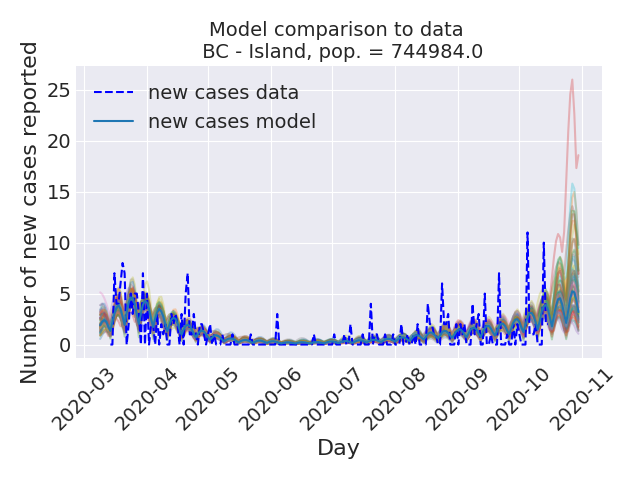 Model comparison to data
BC - Island, pop. = 744984.0
Number of new cases reported
25
20
15
10
5
0
new cases data
new cases model
2020-03
2020-04
2020-05
2020-06
2020-07
2020-08
2020-09
2020-10
2020-11
Day